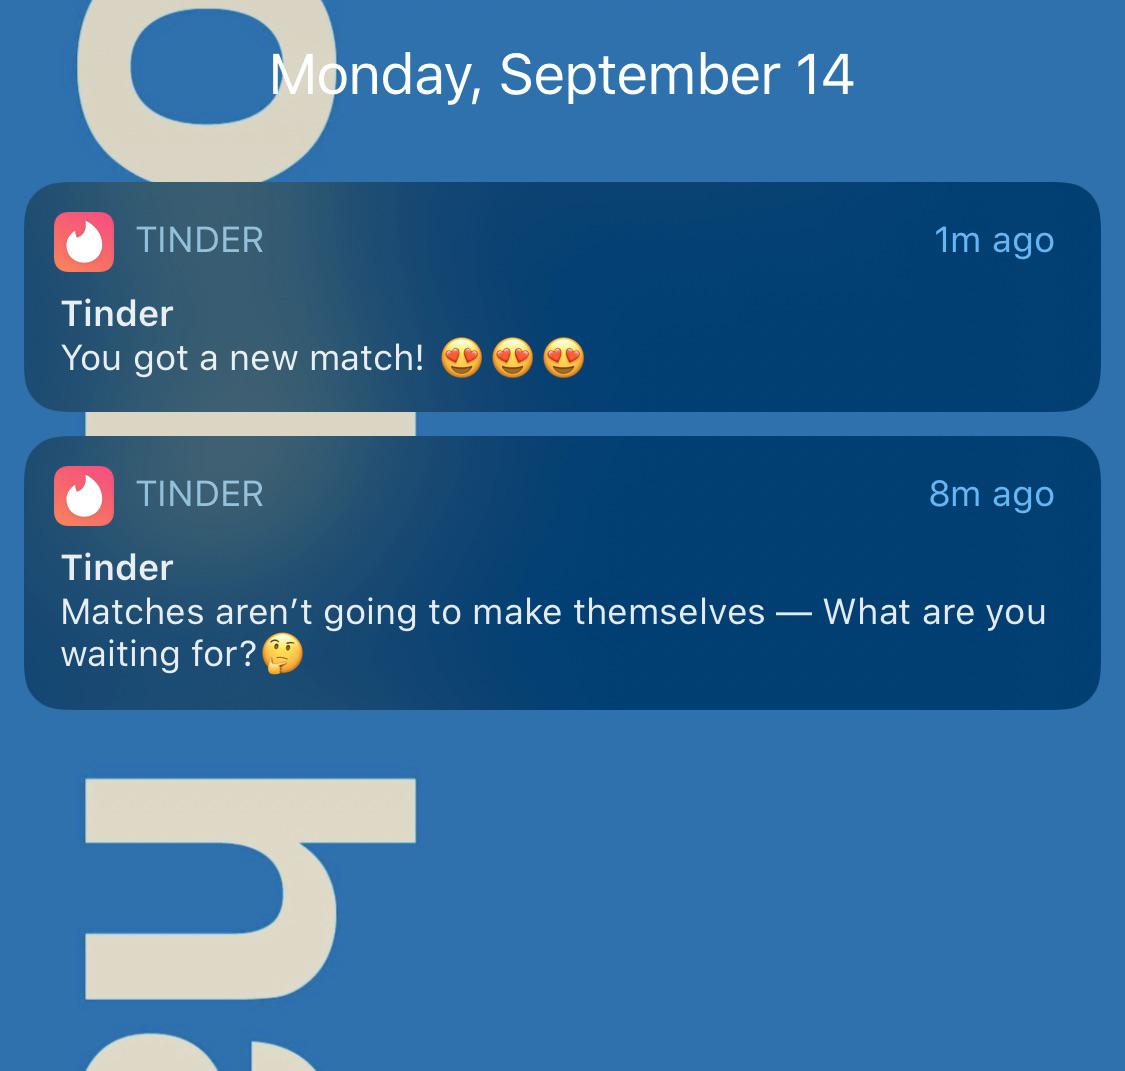 Monday, September 14
TINDER
1m ago
Tinder
You got a new match! 😍😍😍
TINDER
8m ago
Tinder
Matches aren’t going to make themselves — What are you
waiting for?🤔